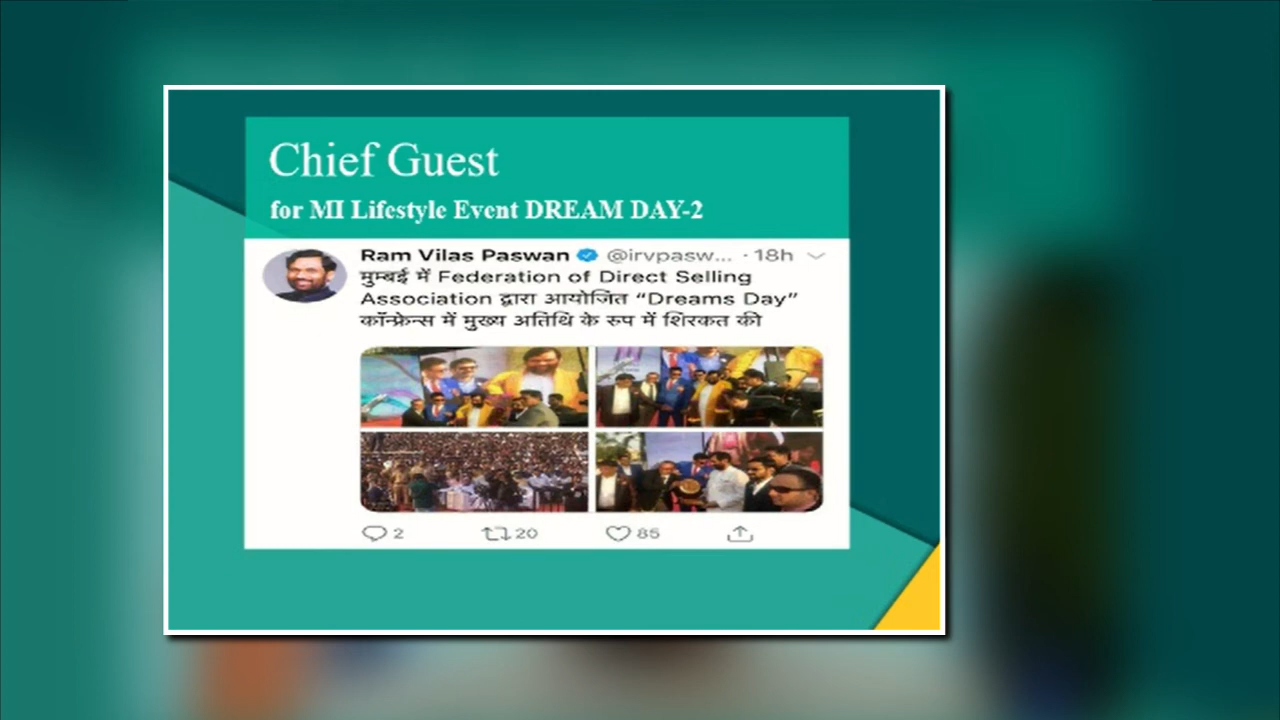 Chief Guest
for MI Lifestyle Event DREAM DAY-2
Ram Vilas Paswan @irvpasw... · 18h
मुम्बई में Federation of Direct Selling
Association द्वारा आयोजित “Dreams Day”
कॉन्फ्रेन्स में मुख्य अतिथि के रुप में शिरकत की
2 20 85